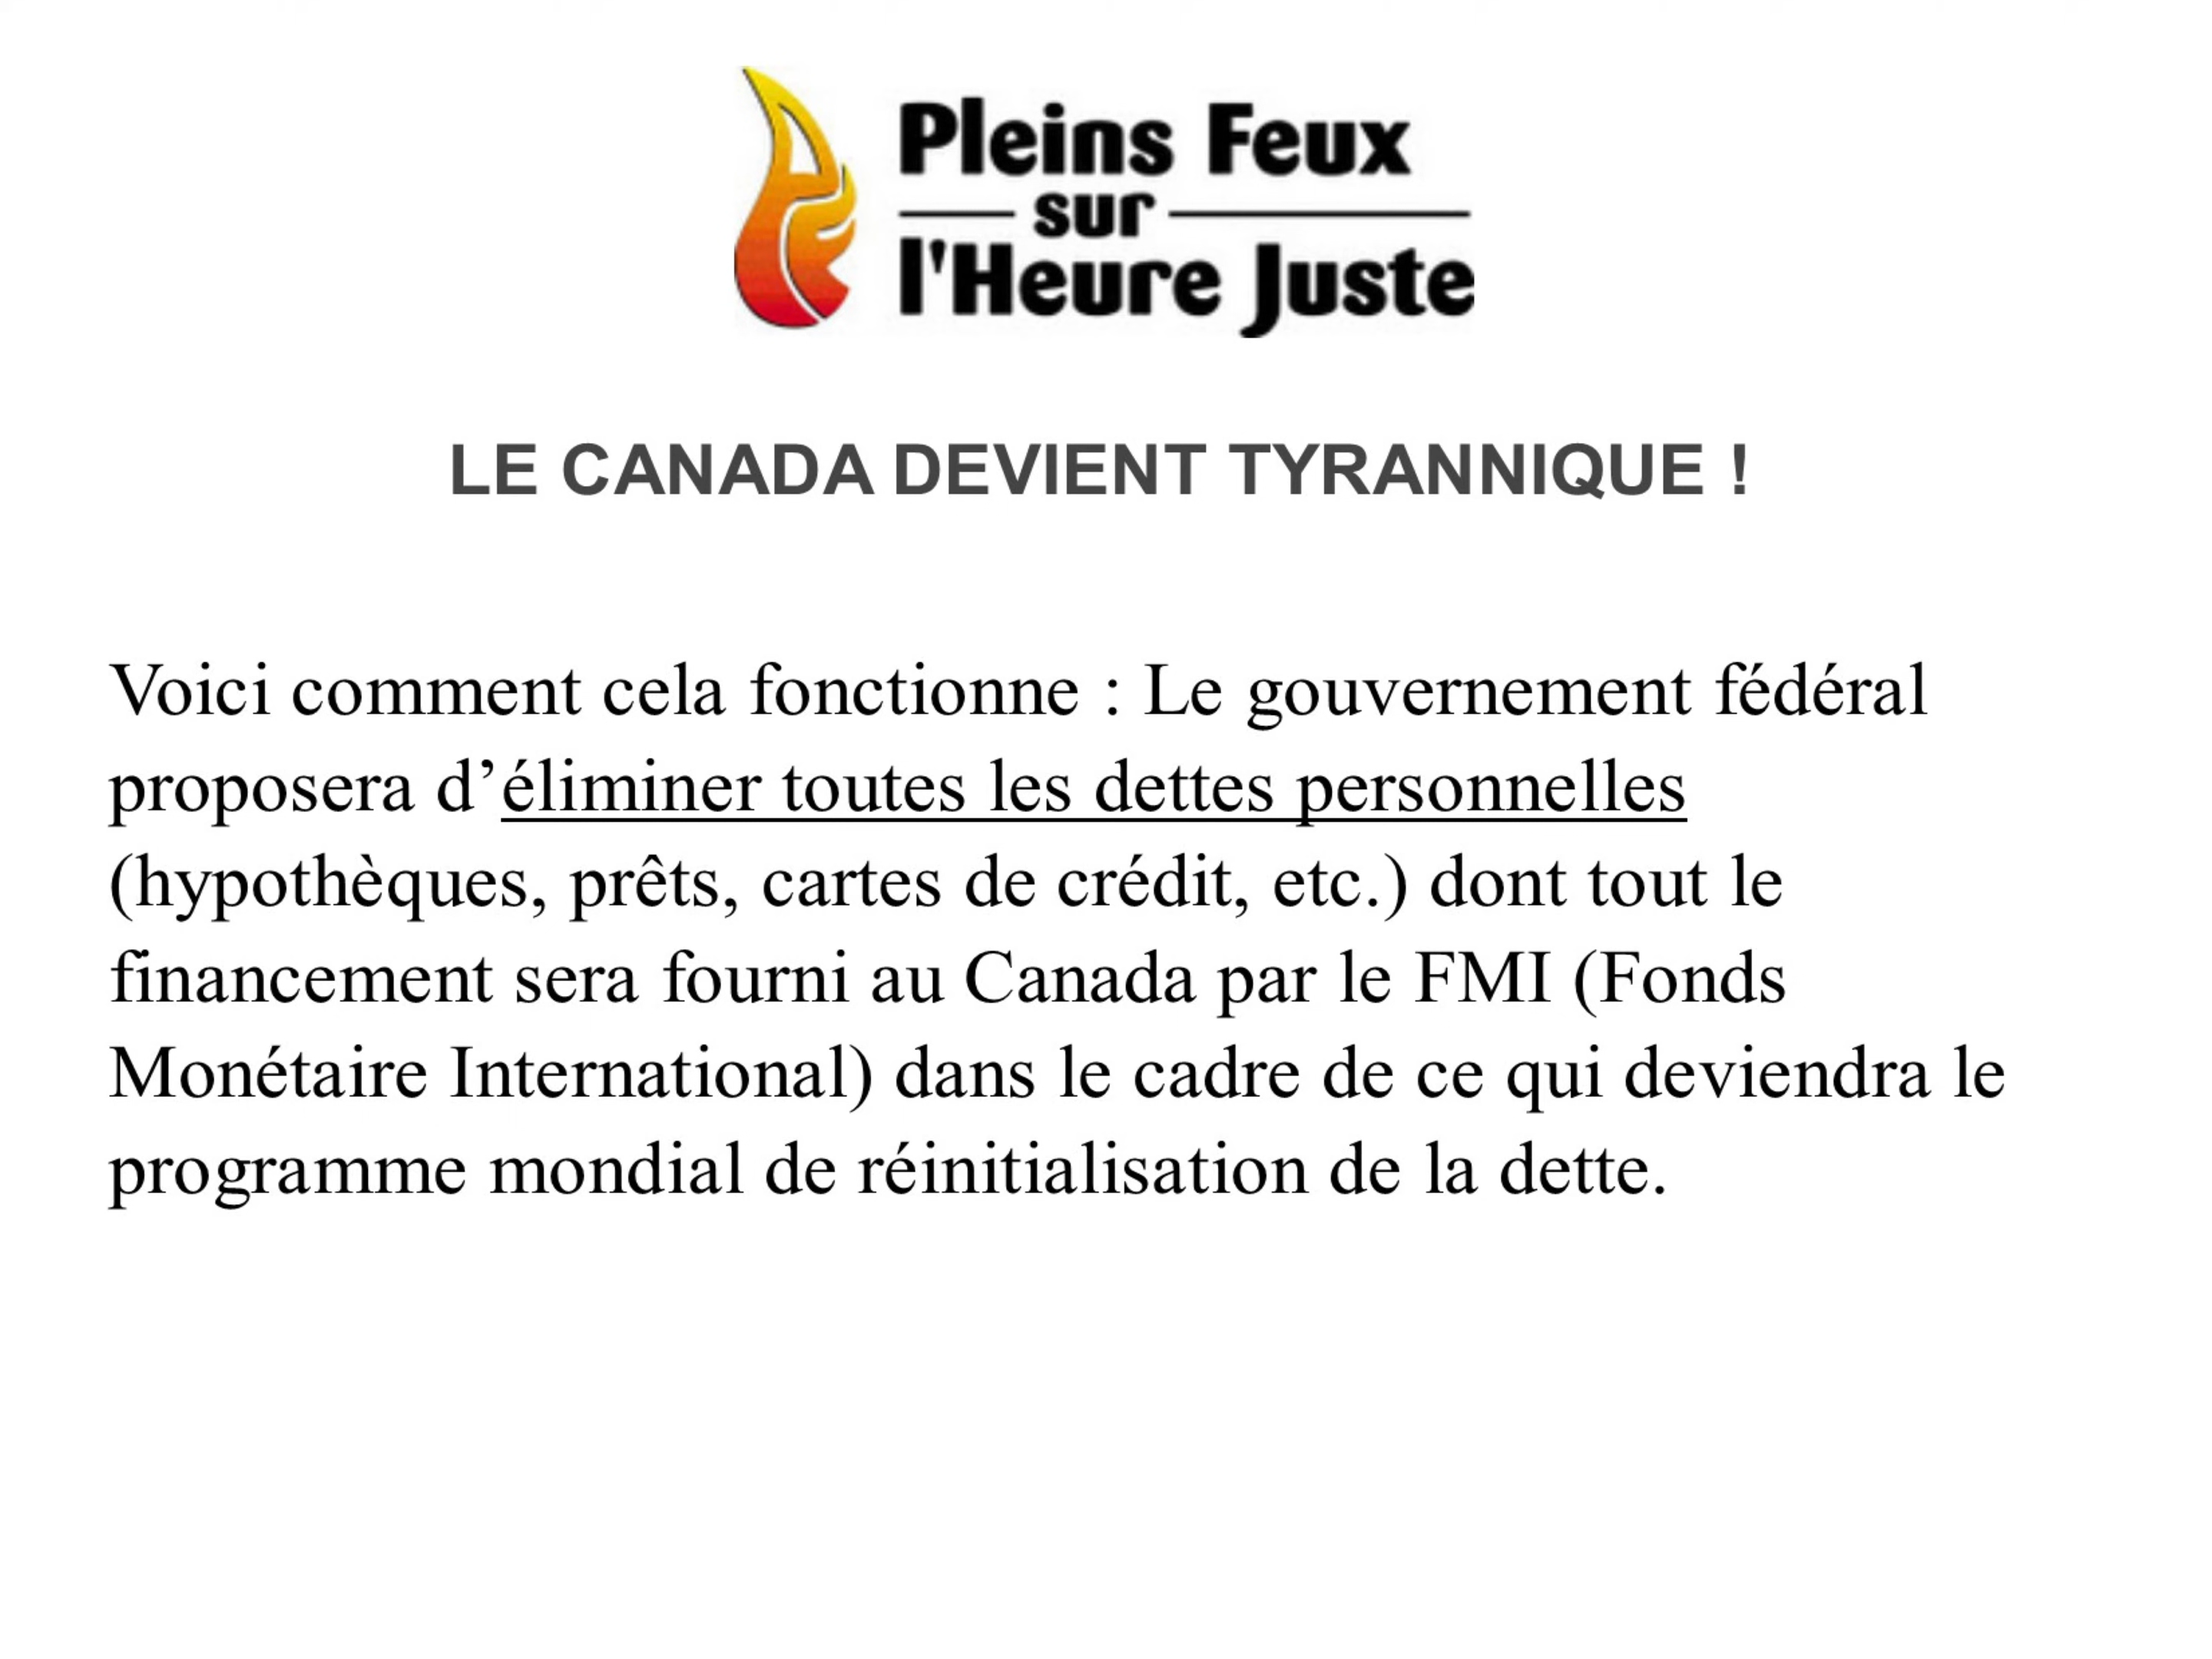 Pleins Feux
sur
l'Heure Juste
LE CANADA DEVIENT TYRANNIQUE !
Voici comment cela fonctionne : Le gouvernement fédéral
proposera d’éliminer toutes les dettes personnelles
(hypothèques, prêts, cartes de crédit, etc.) dont tout le
financement sera fourni au Canada par le FMI (Fonds
Monétaire International) dans le cadre de ce qui deviendra le
programme mondial de réinitialisation de la dette.